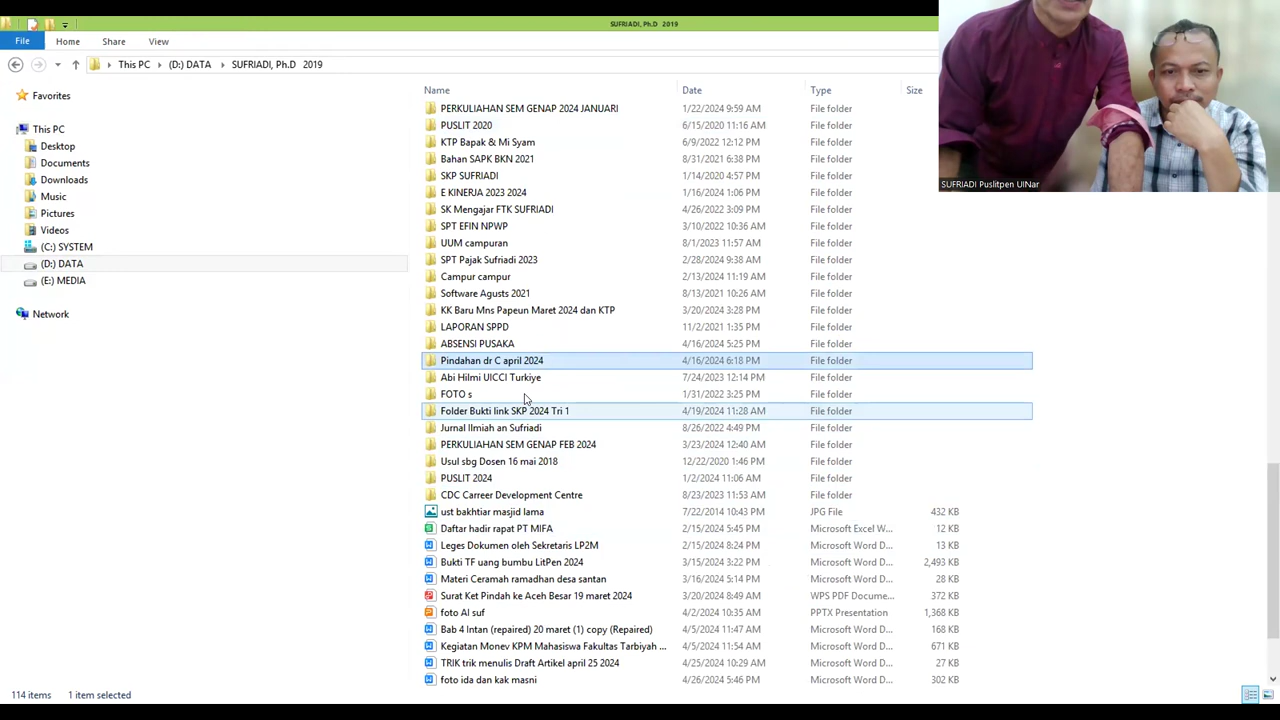 SUFRIADI, Ph.D 2019
File Home Share View
This PC (D:) DATA SUFRIADI, Ph.D 2019
Name Date Type Size
Favorites
This PC
Desktop
Documents
Downloads
Music
Pictures
Videos
(C:) SYSTEM
(D:) DATA
(E:) MEDIA
Network
PERKULIAHAN SEM GENAP 2024 JANUARI 1/22/2024 9:59 AM File folder
PUSLIT 2020 6/15/2020 11:16 AM File folder
KTP Bapak & Mi Syam 6/9/2022 12:12 PM File folder
Bahan SAPK BKN 2021 8/31/2021 6:38 PM File folder
SKP SUFRIADI 1/14/2020 4:57 PM File folder
E KINERJA 2023 2024 1/16/2024 1:06 PM File folder
SK Mengajar FTK SUFRIADI 4/26/2022 3:09 PM File folder
SPT EFIN NPWP 3/10/2022 10:36 AM File folder
UUM campuran 8/1/2023 11:57 AM File folder
SPT Pajak Sufriadi 2023 2/28/2024 9:38 AM File folder
Campur campur 2/13/2024 11:19 AM File folder
Software Agusts 2021 8/13/2021 10:26 AM File folder
KK Baru Mns Papeun Maret 2024 dan KTP 3/20/2024 3:28 PM File folder
LAPORAN SPPD 11/2/2021 1:35 PM File folder
ABSENSI PUSAKA 4/16/2024 5:25 PM File folder
Pindahan dr C april 2024 4/16/2024 6:18 PM File folder
Abi Hilmi UICCI Turkiye 7/24/2023 12:14 PM File folder
FOTO s 1/31/2022 3:25 PM File folder
Folder Bukti link SKP 2024 Tri 1 4/19/2024 11:28 AM File folder
Jurnal Ilmiah an Sufriadi 8/26/2022 4:49 PM File folder
PERKULIAHAN SEM GENAP FEB 2024 3/23/2024 12:40 AM File folder
Usul sbg Dosen 16 mai 2018 12/22/2020 1:46 PM File folder
PUSLIT 2024 1/2/2024 11:06 AM File folder
CDC Carreer Development Centre 8/23/2023 11:53 AM File folder
ust bakhtiar masjid lama 7/22/2014 10:43 PM JPG File 432 KB
Daftar hadir rapat PT MIFA 2/15/2024 5:45 PM Microsoft Excel W... 12 KB
Leges Dokumen oleh Sekretaris LP2M 2/15/2024 8:24 PM Microsoft Word D... 13 KB
Bukti TF uang bumbu LitPen 2024 3/15/2024 3:22 PM Microsoft Word D... 2,493 KB
Materi Ceramah ramadhan desa santan 3/16/2024 5:14 PM Microsoft Word D... 28 KB
Surat Ket Pindah ke Aceh Besar 19 maret 2024 3/20/2024 8:49 AM WPS PDF Docume... 372 KB
foto Al suf 4/2/2024 10:35 AM PPTX Presentation 1,368 KB
Bab 4 Intan (repaired) 20 maret (1) copy (Repaired) 4/5/2024 11:47 AM Microsoft Word D... 168 KB
Kegiatan Monev KPM Mahasiswa Fakultas Tarbiyah ... 4/5/2024 11:54 AM Microsoft Word D... 671 KB
TRIK trik menulis Draft Artikel april 25 2024 4/25/2024 10:29 AM Microsoft Word D... 27 KB
foto ida dan kak masni 4/26/2024 5:46 PM Microsoft Word D... 302 KB
114 items 1 item selected
SUFRIADI Puslitpen UINar